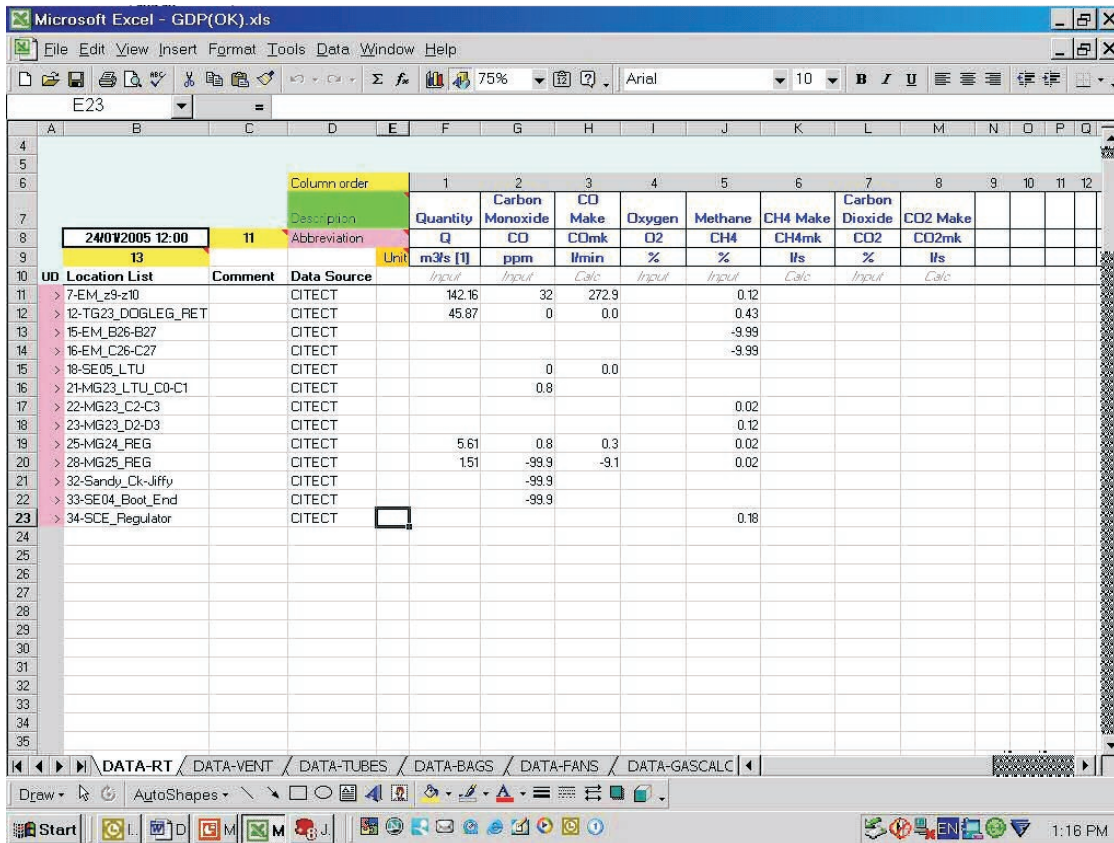 Microsoft Excel - GDP(OK).xls
File Edit View Insert Format Tools Data Window Help
75% Arial 10 B I U
E23 =
A B C D E F G H I J K L M N O P Q
4
5
6 Column order 1 2 3 4 5 6 7 8 9 10 11 12
7 Description Quantity Carbon Monoxide CO Make Oxygen Methane CH4 Make Carbon Dioxide CO2 Make
8 24/01/2005 12:00 11 Abbreviation Q CO COmk O2 CH4 CH4mk CO2 CO2mk
9 13 Unit m3/s [1] ppm l/min % % l/s % l/s
10 UD Location List Comment Data Source Input Input Calc Input Input Calc Input Calc
11 > 7-EM_z9-z10 CITECT 142.16 32 272.9 0.12
12 > 12-TG23_DOGLEG_RET CITECT 45.87 0 0.0 0.43
13 > 15-EM_B26-B27 CITECT -9.99
14 > 16-EM_C26-C27 CITECT -9.99
15 > 18-SE05_LTU CITECT 0 0.0
16 > 21-MG23_LTU_C0-C1 CITECT 0.8
17 > 22-MG23_C2-C3 CITECT 0.02
18 > 23-MG23_D2-D3 CITECT 0.12
19 > 25-MG24_REG CITECT 5.61 0.8 0.3 0.02
20 > 28-MG25_REG CITECT 1.51 -99.9 -9.1 0.02
21 > 32-Sandy_Ck-Jiffy CITECT -99.9
22 > 33-SE04_Boot_End CITECT -99.9
23 > 34-SCE_Regulator CITECT 0.18
24
25
26
27
28
29
30
31
32
33
34
35
DATA-RT / DATA-VENT / DATA-TUBES / DATA-BAGS / DATA-FANS / DATA-GASCALC
Draw AutoShapes
Start I.. D M M J.. EN 1:16 PM